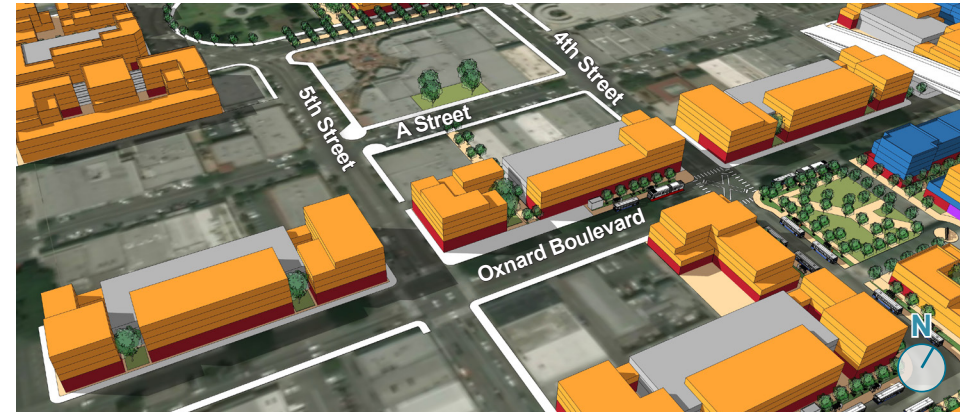 4th Street
5th Street
A Street
Oxnard Boulevard
N